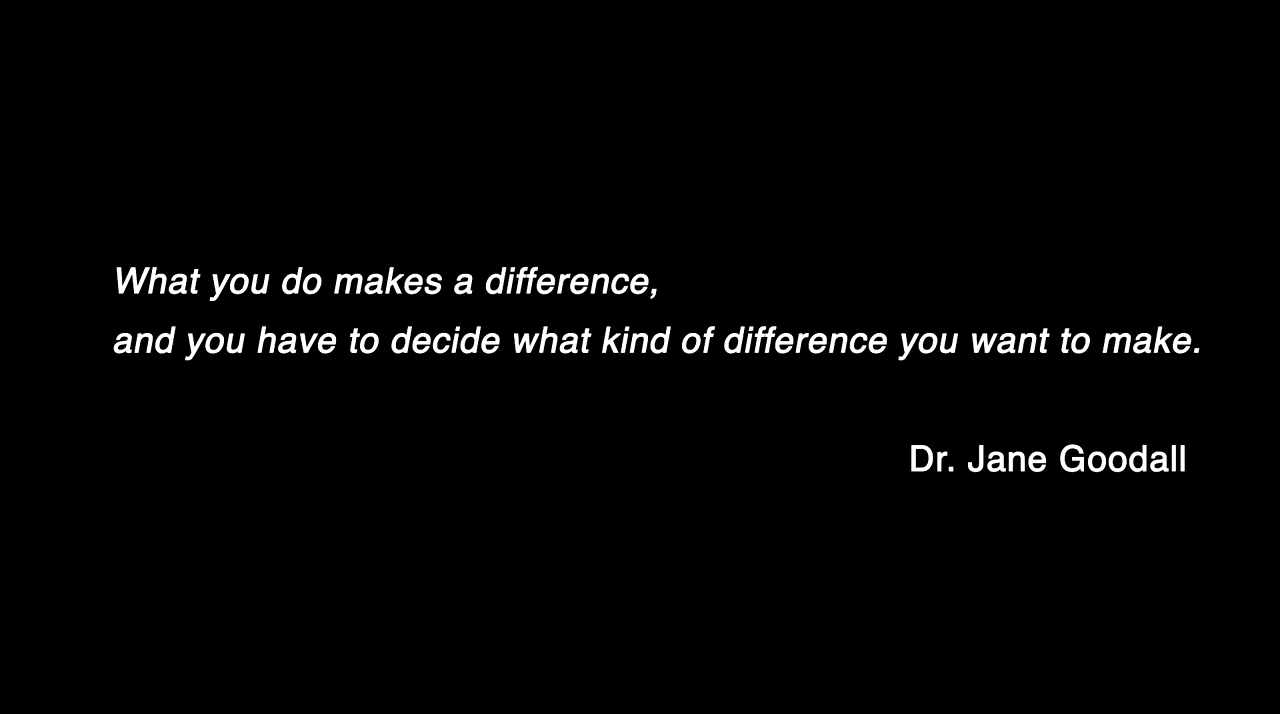 What you do makes a difference,
and you have to decide what kind of difference you want to make.
Dr. Jane Goodall